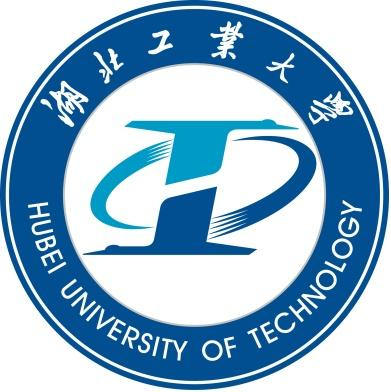 湖北工業大學
HUBEI UNIVERSITY OF TECHNOLOGY